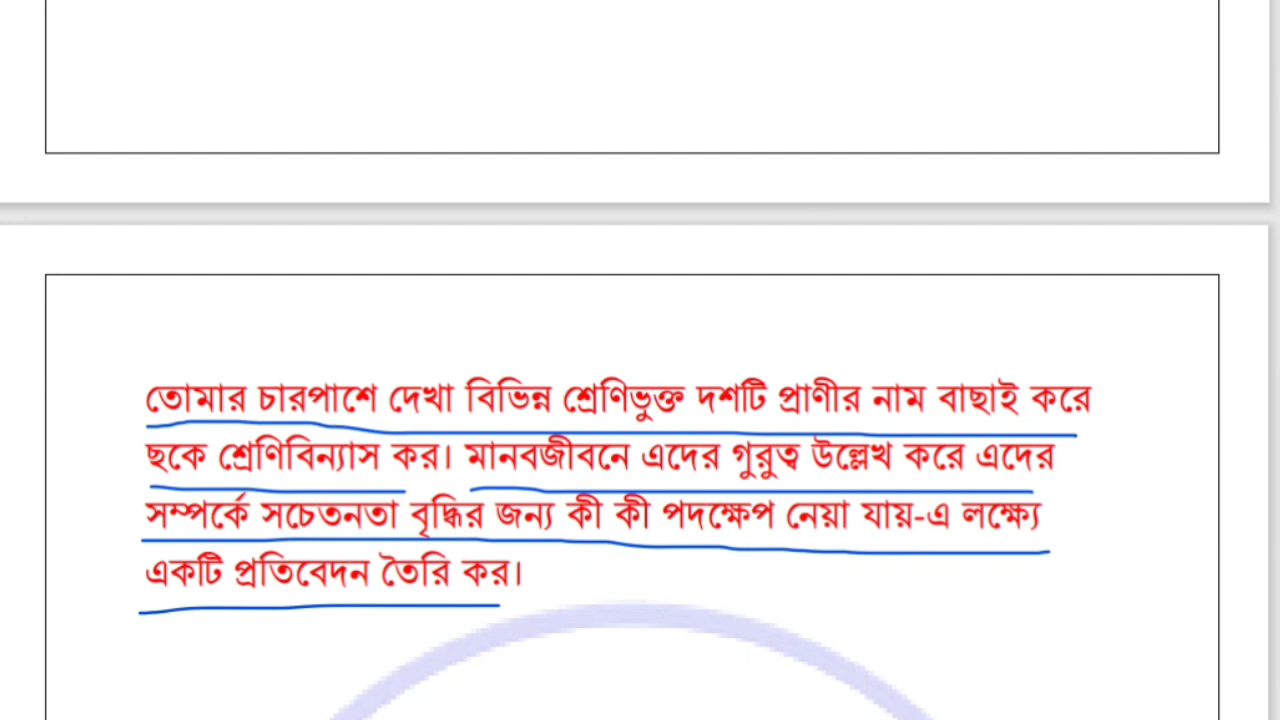 তোমার চারপাশে দেখা বিভিন্ন শ্রেণিভুক্ত দশটি প্রাণীর নাম বাছাই করে
ছকে শ্রেণিবিন্যাস কর। মানবজীবনে এদের গুরুত্ব উল্লেখ করে এদের
সম্পর্কে সচেতনতা বৃদ্ধির জন্য কী কী পদক্ষেপ নেয়া যায়-এ লক্ষ্যে
একটি প্রতিবেদন তৈরি কর।